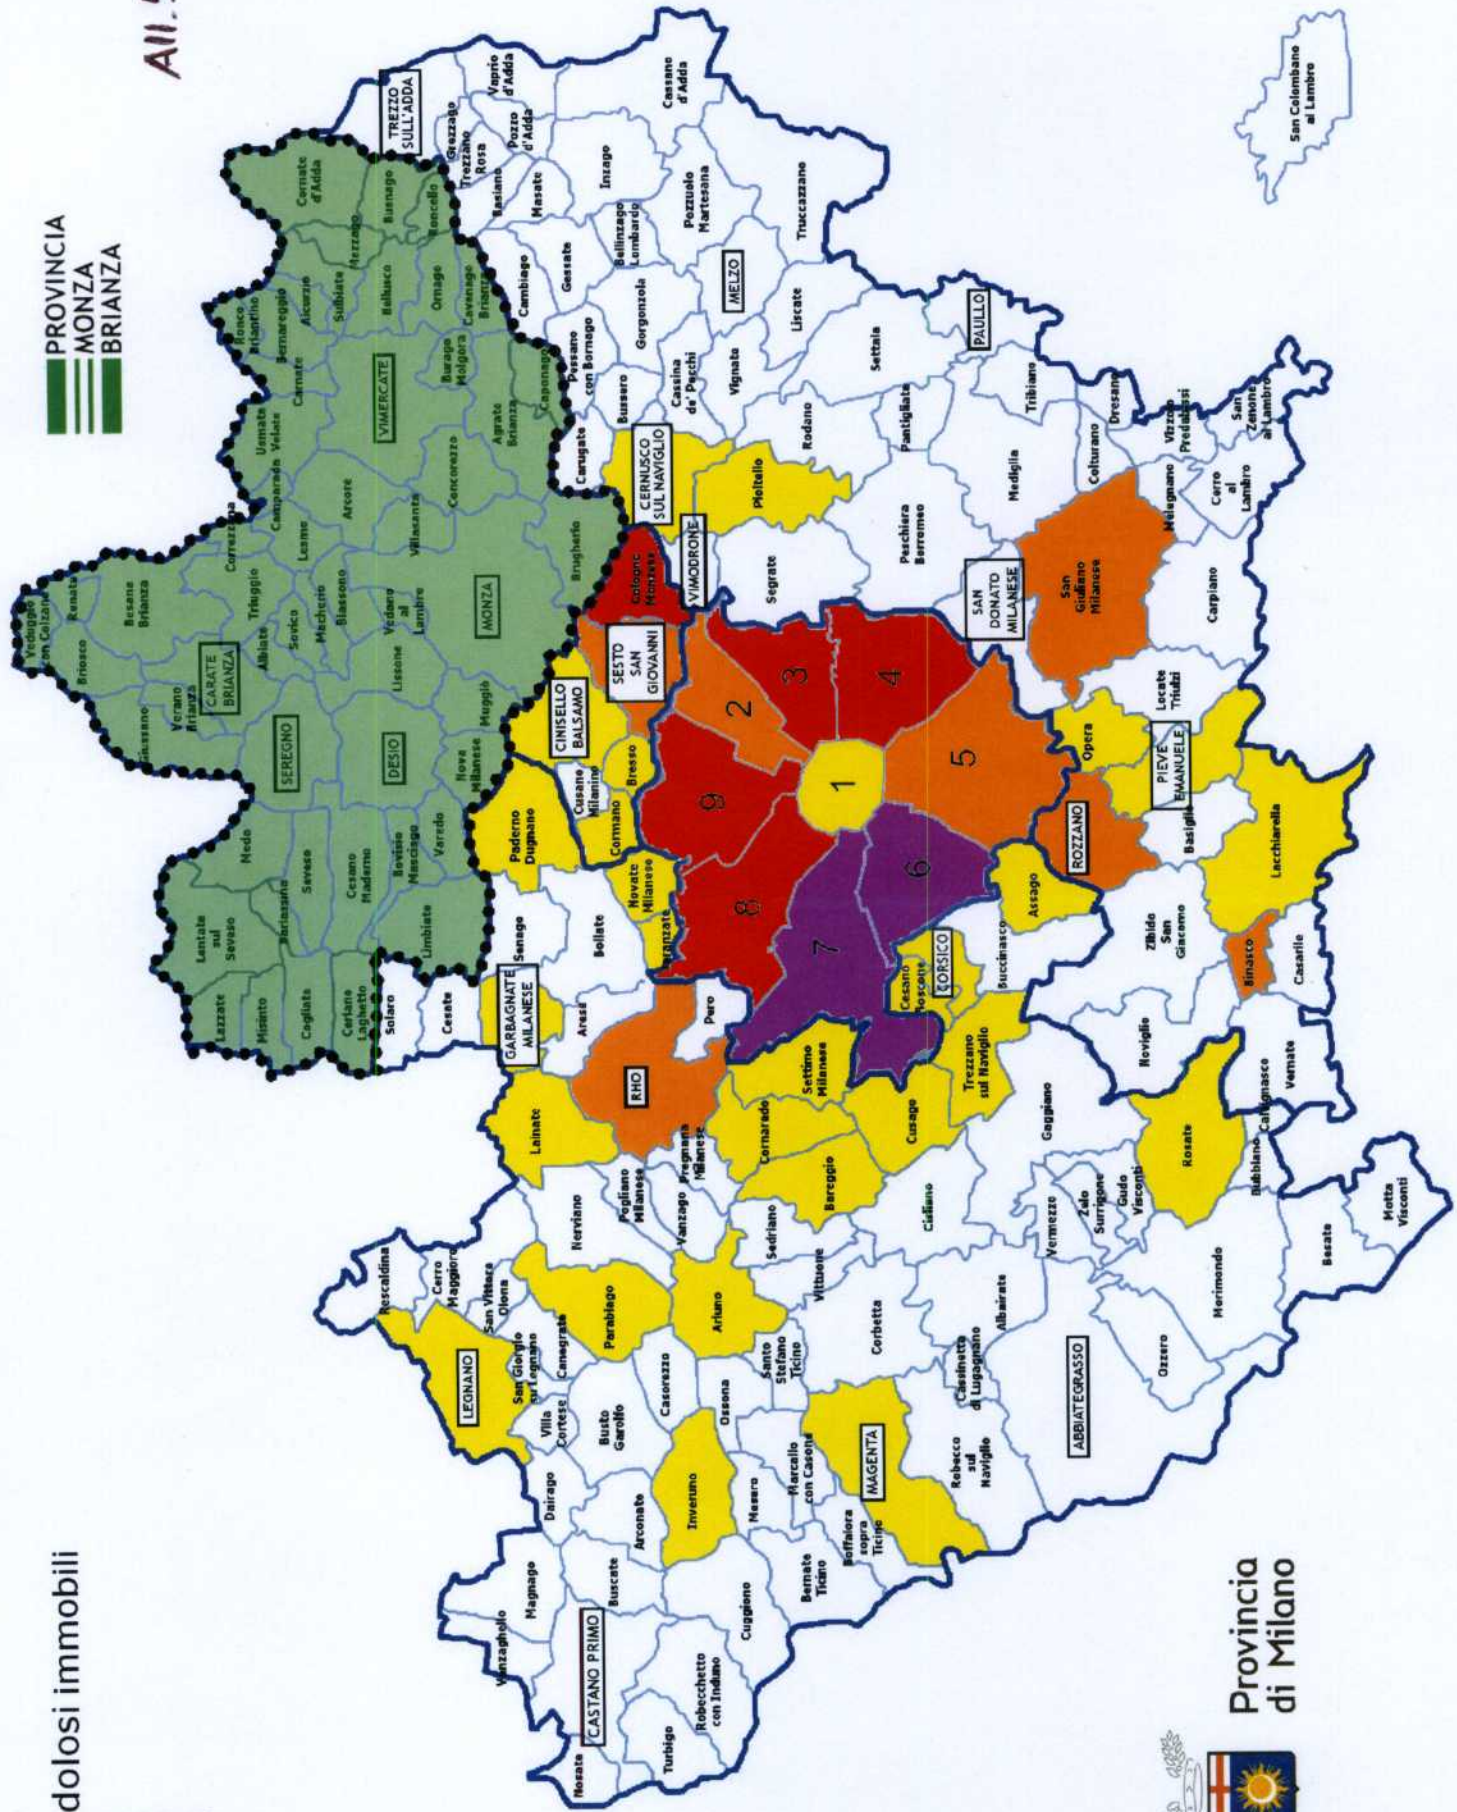 dolosi immobili
All.
PROVINCIA
MONZA
BRIANZA
Veduggio
con Colzano
Renate
Briosco
Besana
Brianza
Giussano
Verano
Brianza
CARATE
BRIANZA
Triuggio
Correzzana
Albiate
Sovico
Macherio
Biassono
Lesmo
Camparada
Usmate
Velate
Carnate
Ronco
Briantino
Bernareggio
Aicurzio
Sulbiate
Mezzago
Cornate
d'Adda
Busnago
Roncello
Bellusco
Ornago
Cavenago
Brianza
VIMERCATE
Burago
Molgora
Arcore
Villasanta
Concorezzo
Agrate
Brianza
Caponago
Brugherio
MONZA
Vedano
al
Lambro
Lissone
Muggiò
SEREGNO
DESIO
Nova
Milanese
Meda
Seveso
Cesano
Maderno
Bovisio
Masciago
Varedo
Lentate
sul
Seveso
Barlassina
Lazzate
Misinto
Cogliate
Ceriano
Laghetto
Limbiate
TREZZO
SULL'ADDA
Grezzago
Trezzano
Rosa
Vaprio
d'Adda
Pozzo
d'Adda
Basiano
Masate
Cambiago
Gessate
Inzago
Cassano
d'Adda
Bellinzago
Lombardo
Pozzuolo
Martesana
Truccazzano
Pessano
con Bornago
Gorgonzola
MELZO
Liscate
Carugate
Bussero
Cassina
de' Pecchi
Vignate
Settala
CERNUSCO
SUL NAVIGLIO
Pioltello
Rodano
Pantigliate
PAULLO
Tribiano
VIMODRONE
Segrate
Peschiera
Borromeo
Mediglia
Colturano
Dresano
Vizzolo
Predabissi
San
Zenone
al Lambro
Cerro
al
Lambro
Melegnano
SAN
DONATO
MILANESE
San
Giuliano
Milanese
Carpiano
Locate
Triulzi
San Colombano
al Lambro
Cologno
Monzese
SESTO
SAN
GIOVANNI
CINISELLO
BALSAMO
Cusano
Milanino
Bresso
Cormano
Paderno
Dugnano
Novate
Milanese
Baranzate
Senago
Bollate
Solaro
Cesate
GARBAGNATE
MILANESE
Arese
RHO
Pero
Lainate
1
2
3
4
5
6
7
8
9
Opera
PIEVE
EMANUELE
ROZZANO
Basiglio
Lacchiarella
Assago
Buccinasco
CORSICO
Cesano
Boscone
Trezzano
sul Naviglio
Zibido
San
Giacomo
Binasco
Casarile
Noviglio
Vernate
Calvignasco
Rosate
Bubbiano
Gaggiano
Settimo
Milanese
Cusago
Cornaredo
Bareggio
Pregnana
Milanese
Pogliano
Milanese
Vanzago
Nerviano
Sedriano
Cisliano
Vermezzo
Zelo
Surrigone
Gudo
Visconti
Morimondo
Besate
Motta
Visconti
Rescaldina
Cerro
Maggiore
San Vittore
Olona
LEGNANO
San Giorgio
su Legnano
Canegrate
Parabiago
Arluno
Vittuone
Corbetta
Albairate
Cassinetta
di Lugagnano
ABBIATEGRASSO
Ozzero
Villa
Cortese
Busto
Garolfo
Casorezzo
Ossona
Santo
Stefano
Ticino
Marcallo
con Casone
MAGENTA
Robecco
sul
Naviglio
Dairago
Arconate
Inveruno
Mesero
Boffalora
sopra
Ticino
Bernate
Ticino
Magnago
Vanzaghello
Buscate
CASTANO PRIMO
Cuggiono
Robecchetto
con Induno
Turbigo
Nosate
Provincia
di Milano